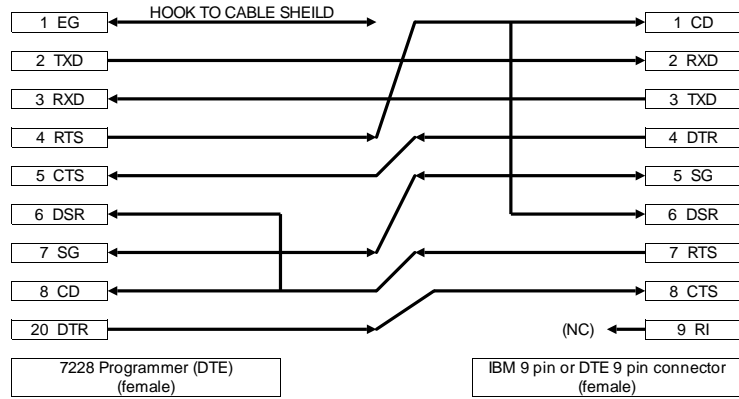 HOOK TO CABLE SHEILD
1 EG
1 CD
2 TXD
2 RXD
3 RXD
3 TXD
4 RTS
4 DTR
5 CTS
5 SG
6 DSR
6 DSR
7 SG
7 RTS
8 CD
8 CTS
20 DTR
(NC)
9 RI
7228 Programmer (DTE)
(female)
IBM 9 pin or DTE 9 pin connector
(female)